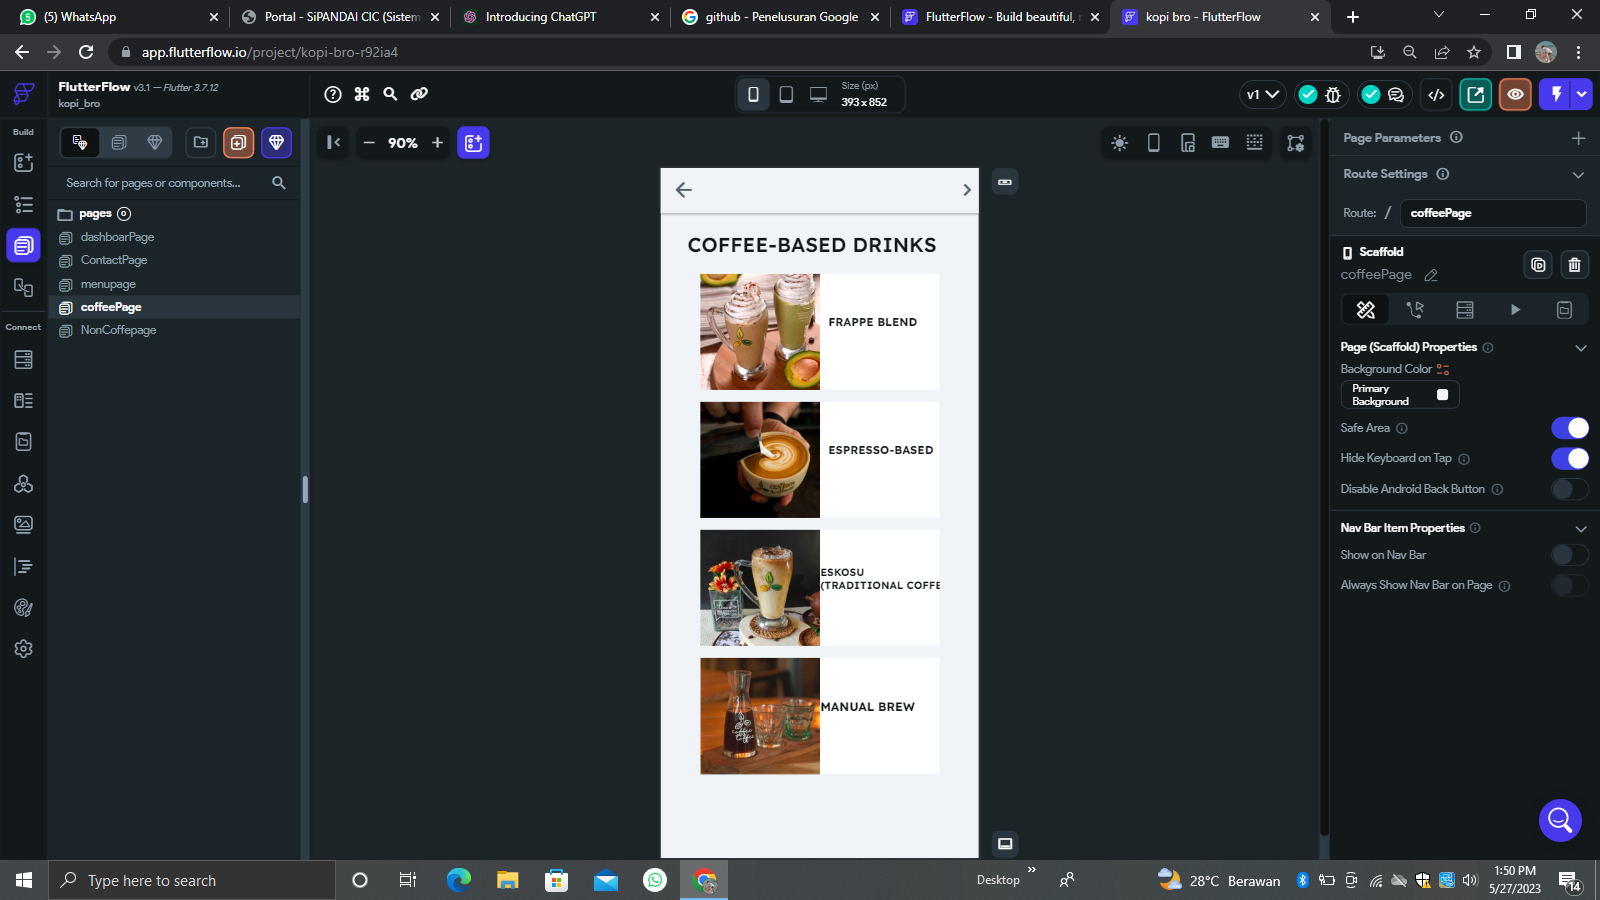 (5) WhatsApp
Portal - SiPANDAI CIC (Sistem
Introducing ChatGPT
github - Penelusuran Google
FlutterFlow - Build beautiful,
kopi bro - FlutterFlow
app.flutterflow.io/project/kopi-bro-r92ia4
FlutterFlow v3.1 — Flutter 3.7.12
kopi_bro
Size (px)
393 x 852
v1
Build
Connect
Search for pages or components...
pages 0
dashboarPage
ContactPage
menupage
coffeePage
NonCoffepage
90%
COFFEE-BASED DRINKS
FRAPPE BLEND
ESPRESSO-BASED
ESKOSU
(TRADITIONAL COFFE
MANUAL BREW
Page Parameters
Route Settings
Route: / coffeePage
Scaffold
coffeePage
Page (Scaffold) Properties
Background Color
Primary
Background
Safe Area
Hide Keyboard on Tap
Disable Android Back Button
Nav Bar Item Properties
Show on Nav Bar
Always Show Nav Bar on Page
Type here to search
Desktop
28°C Berawan
1:50 PM
5/27/2023
14